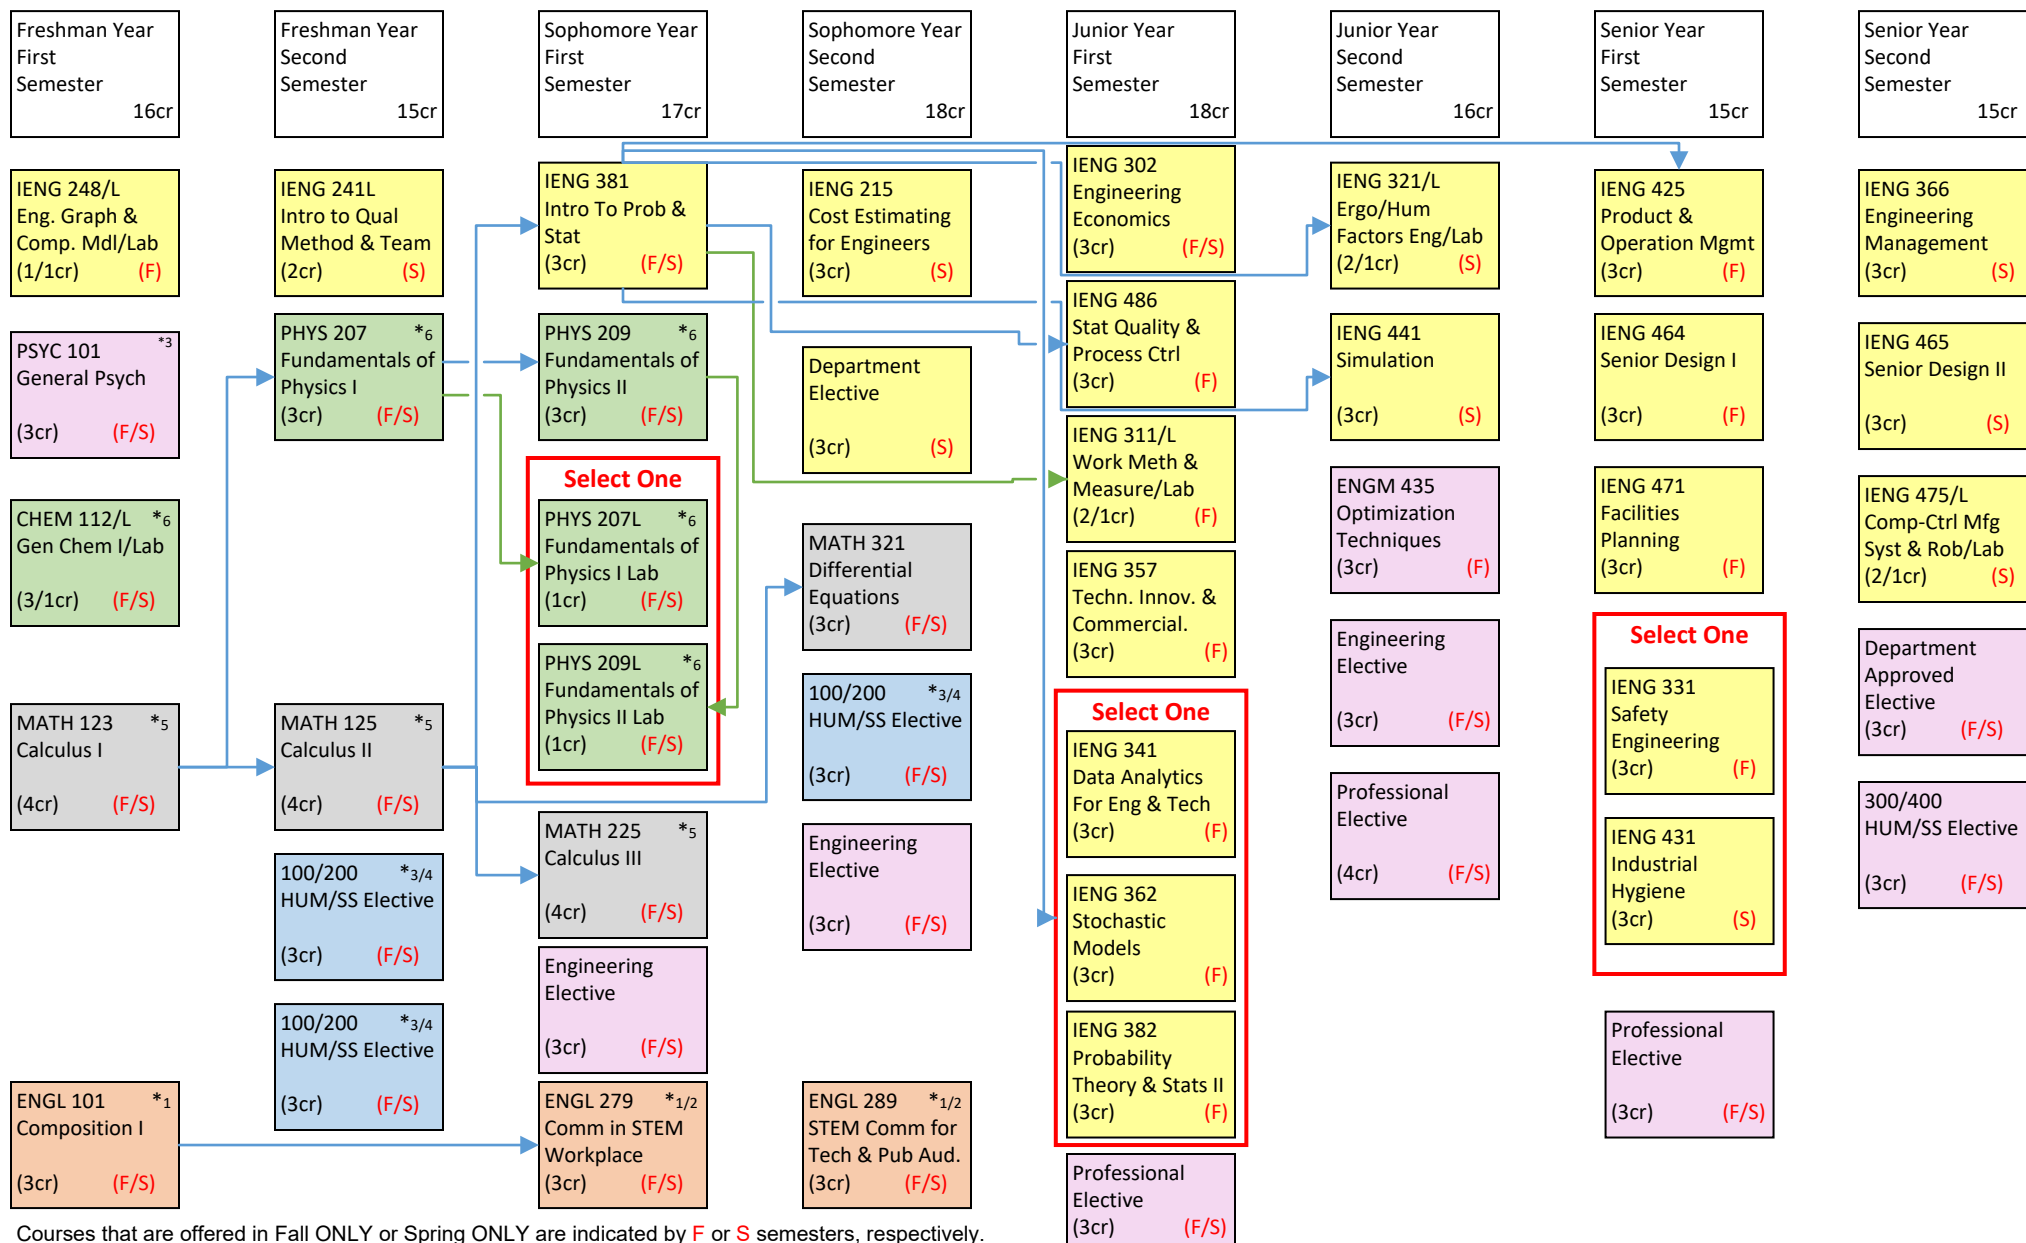 Freshman Year
First
Semester
16cr
Freshman Year
Second
Semester
15cr
Sophomore Year
First
Semester
17cr
Sophomore Year
Second
Semester
18cr
Junior Year
First
Semester
18cr
Junior Year
Second
Semester
16cr
Senior Year
First
Semester
15cr
Senior Year
Second
Semester
15cr
IENG 248/L
Eng. Graph &
Comp. Mdl/Lab
(1/1cr) (F)
PSYC 101 *3
General Psych
(3cr) (F/S)
CHEM 112/L *6
Gen Chem I/Lab
(3/1cr) (F/S)
MATH 123 *5
Calculus I
(4cr) (F/S)
ENGL 101 *1
Composition I
(3cr) (F/S)
IENG 241L
Intro to Qual
Method & Team
(2cr) (S)
PHYS 207 *6
Fundamentals of
Physics I
(3cr) (F/S)
MATH 125 *5
Calculus II
(4cr) (F/S)
100/200 *3/4
HUM/SS Elective
(3cr) (F/S)
100/200 *3/4
HUM/SS Elective
(3cr) (F/S)
IENG 381
Intro To Prob &
Stat
(3cr) (F/S)
PHYS 209 *6
Fundamentals of
Physics II
(3cr) (F/S)
Select One
PHYS 207L *6
Fundamentals of
Physics I Lab
(1cr) (F/S)
PHYS 209L *6
Fundamentals of
Physics II Lab
(1cr) (F/S)
MATH 225 *5
Calculus III
(4cr) (F/S)
Engineering
Elective
(3cr) (F/S)
ENGL 279 *1/2
Comm in STEM
Workplace
(3cr) (F/S)
IENG 215
Cost Estimating
for Engineers
(3cr) (S)
Department
Elective
(3cr) (S)
MATH 321
Differential
Equations
(3cr) (F/S)
100/200 *3/4
HUM/SS Elective
(3cr) (F/S)
Engineering
Elective
(3cr) (F/S)
ENGL 289 *1/2
STEM Comm for
Tech & Pub Aud.
(3cr) (F/S)
IENG 302
Engineering
Economics
(3cr) (F/S)
IENG 486
Stat Quality &
Process Ctrl
(3cr) (F)
IENG 311/L
Work Meth &
Measure/Lab
(2/1cr) (F)
IENG 357
Techn. Innov. &
Commercial.
(3cr) (F)
Select One
IENG 341
Data Analytics
For Eng & Tech
(3cr) (F)
IENG 362
Stochastic
Models
(3cr) (F)
IENG 382
Probability
Theory & Stats II
(3cr) (F)
Professional
Elective
(3cr) (F/S)
IENG 321/L
Ergo/Hum
Factors Eng/Lab
(2/1cr) (S)
IENG 441
Simulation
(3cr) (S)
ENGM 435
Optimization
Techniques
(3cr) (F)
Engineering
Elective
(3cr) (F/S)
Professional
Elective
(4cr) (F/S)
IENG 425
Product &
Operation Mgmt
(3cr) (F)
IENG 464
Senior Design I
(3cr) (F)
IENG 471
Facilities
Planning
(3cr) (F)
Select One
IENG 331
Safety
Engineering
(3cr) (F)
IENG 431
Industrial
Hygiene
(3cr) (S)
Professional
Elective
(3cr) (F/S)
IENG 366
Engineering
Management
(3cr) (S)
IENG 465
Senior Design II
(3cr) (S)
IENG 475/L
Comp-Ctrl Mfg
Syst & Rob/Lab
(2/1cr) (S)
Department
Approved
Elective
(3cr) (F/S)
300/400
HUM/SS Elective
(3cr) (F/S)
Courses that are offered in Fall ONLY or Spring ONLY are indicated by F or S semesters, respectively.